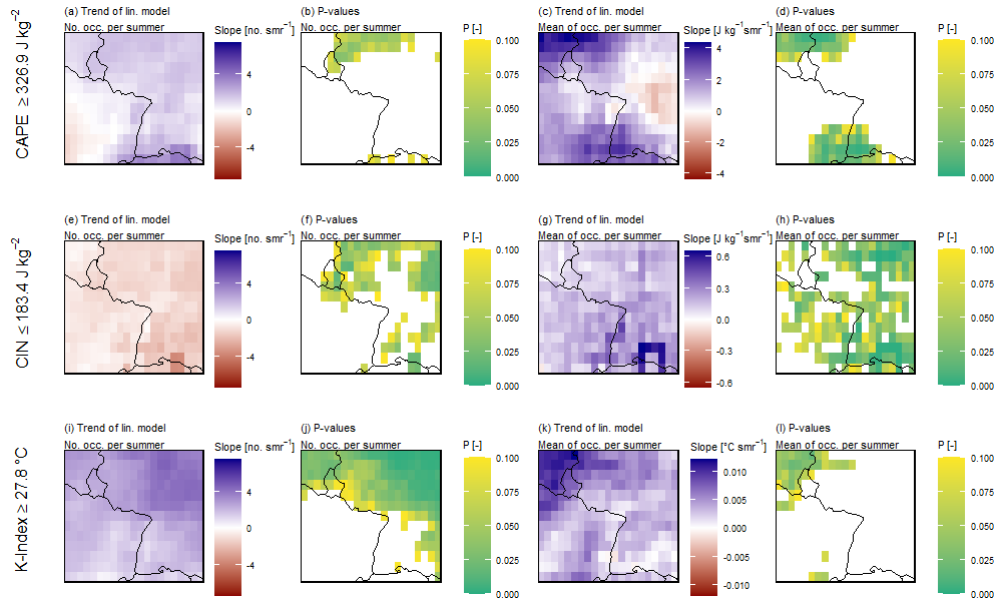 CAPE ≥ 326.9 J kg⁻²
(a) Trend of lin. model
No. occ. per summer
Slope [no. smr⁻¹]
4
0
-4
(b) P-values
No. occ. per summer
P [-]
0.100
0.075
0.050
0.025
0.000
(c) Trend of lin. model
Mean of occ. per summer
Slope [J kg⁻¹smr⁻¹]
4
2
0
-2
-4
(d) P-values
Mean of occ. per summer
P [-]
0.100
0.075
0.050
0.025
0.000
CIN ≤ 183.4 J kg⁻²
(e) Trend of lin. model
No. occ. per summer
Slope [no. smr⁻¹]
4
0
-4
(f) P-values
No. occ. per summer
P [-]
0.100
0.075
0.050
0.025
0.000
(g) Trend of lin. model
Mean of occ. per summer
Slope [J kg⁻¹smr⁻¹]
0.6
0.3
0.0
-0.3
-0.6
(h) P-values
Mean of occ. per summer
P [-]
0.100
0.075
0.050
0.025
0.000
K-Index ≥ 27.8 °C
(i) Trend of lin. model
No. occ. per summer
Slope [no. smr⁻¹]
4
0
-4
(j) P-values
No. occ. per summer
P [-]
0.100
0.075
0.050
0.025
0.000
(k) Trend of lin. model
Mean of occ. per summer
Slope [°C smr⁻¹]
0.010
0.005
0.000
-0.005
-0.010
(l) P-values
Mean of occ. per summer
P [-]
0.100
0.075
0.050
0.025
0.000